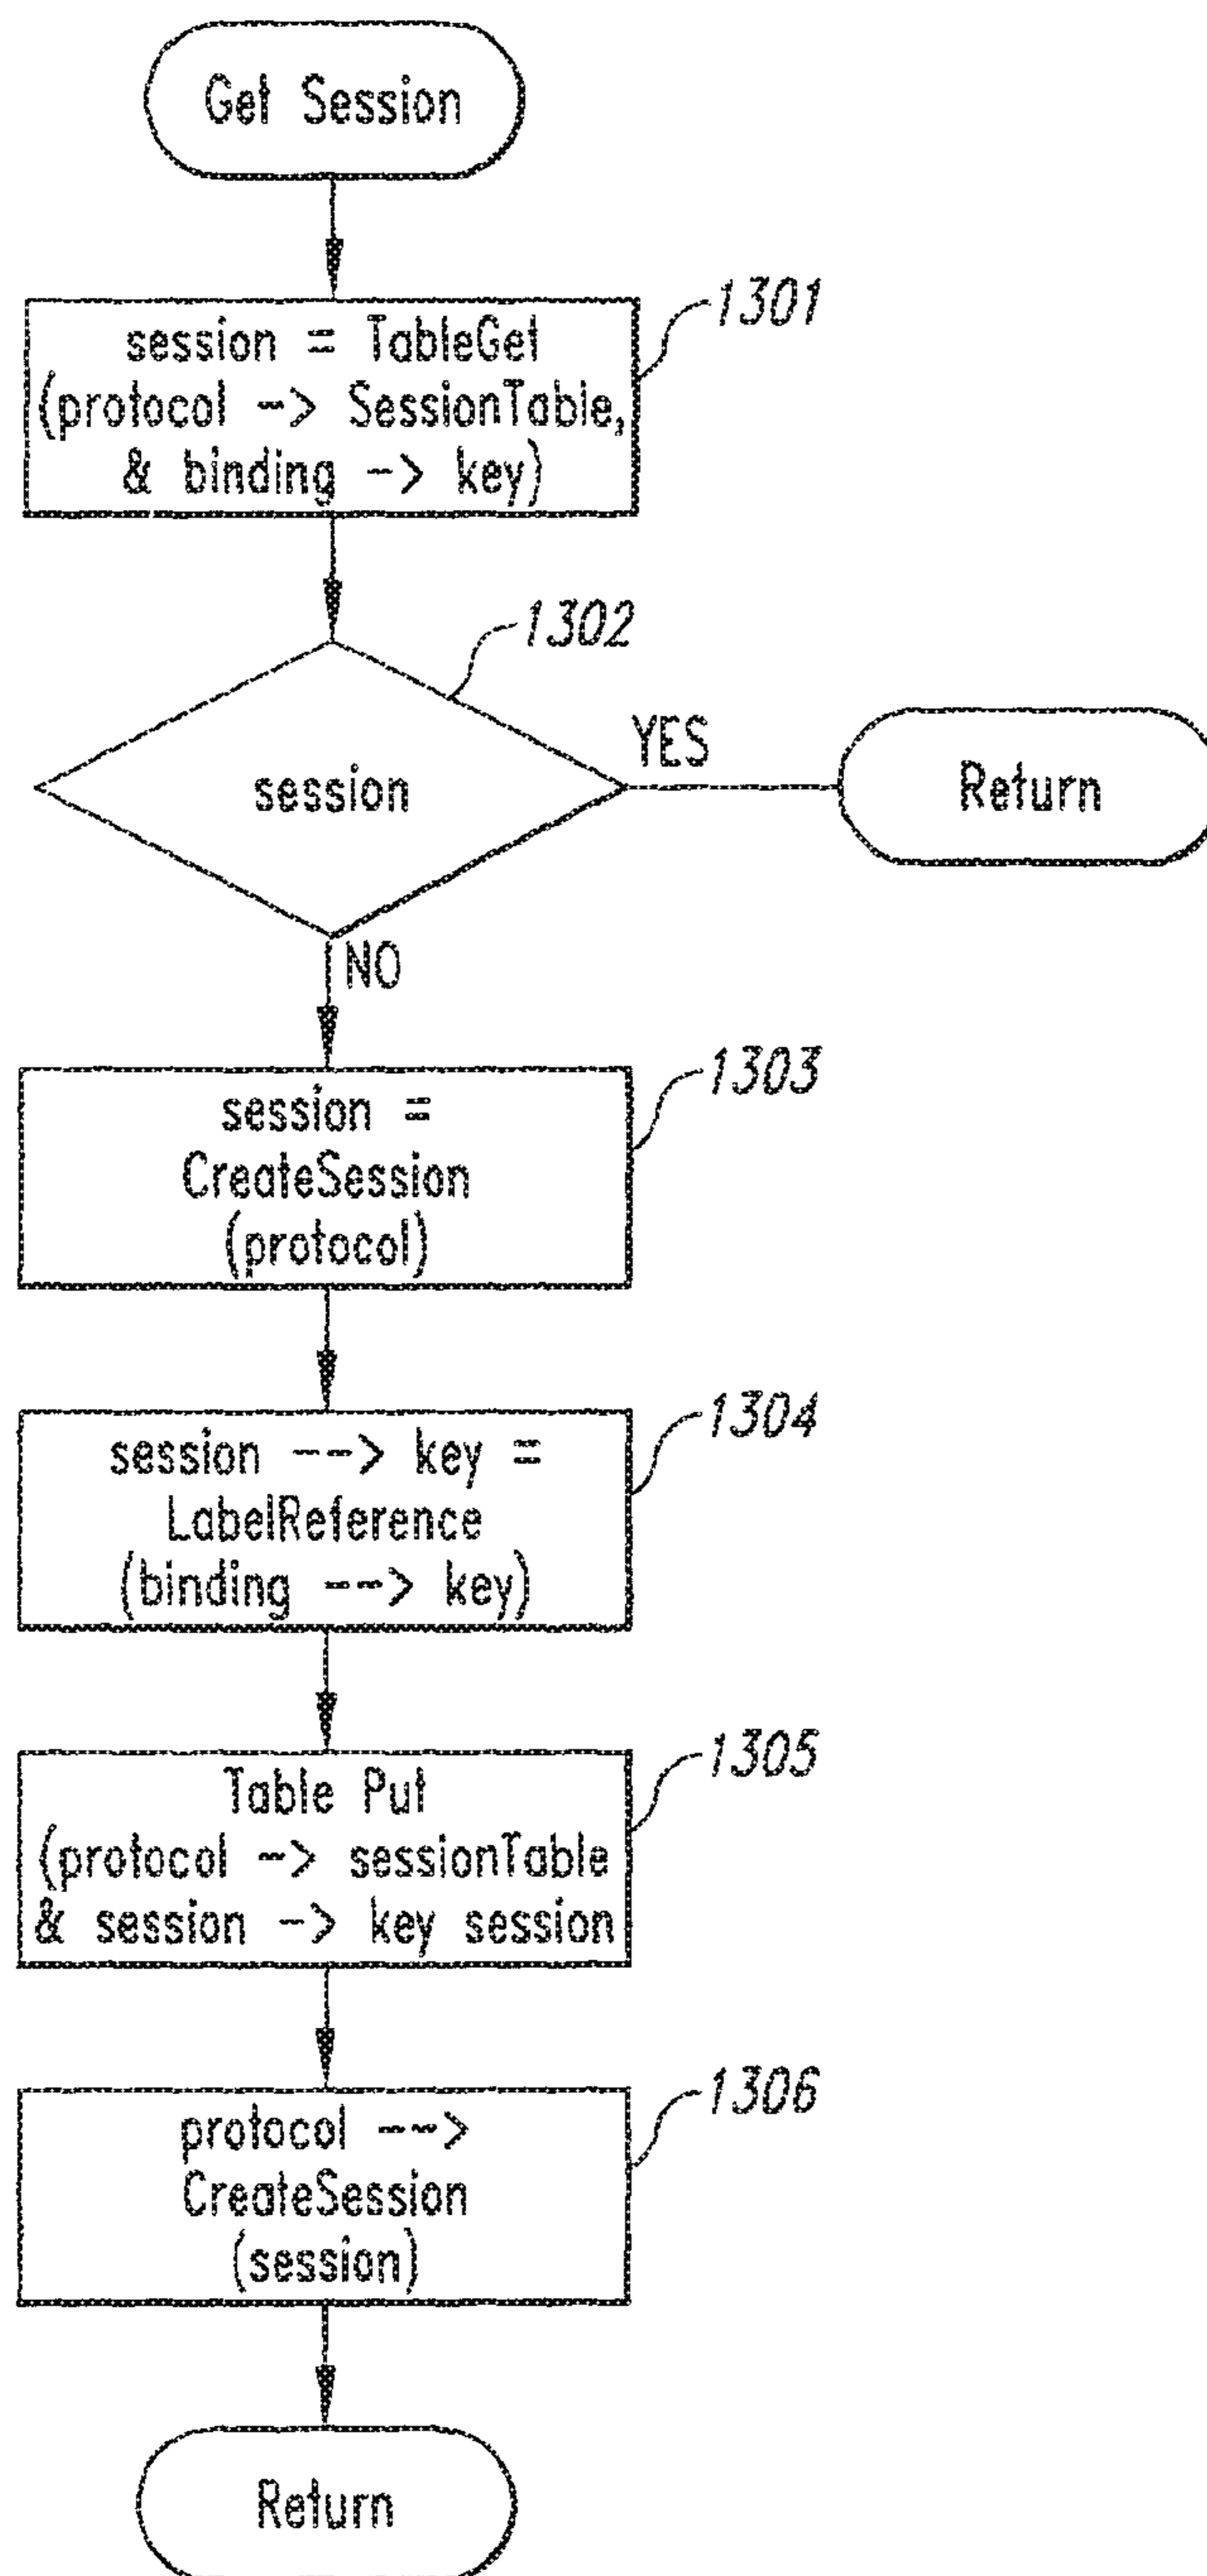 Get Session
1301
session = TableGet
(protocol -> SessionTable,
& binding -> key)
1302
session
YES
Return
NO
1303
session =
CreateSession
(protocol)
1304
session --> key =
LabelReference
(binding --> key)
1305
Table Put
(protocol -> sessionTable
& session -> key session
1306
protocol -->
CreateSession
(session)
Return